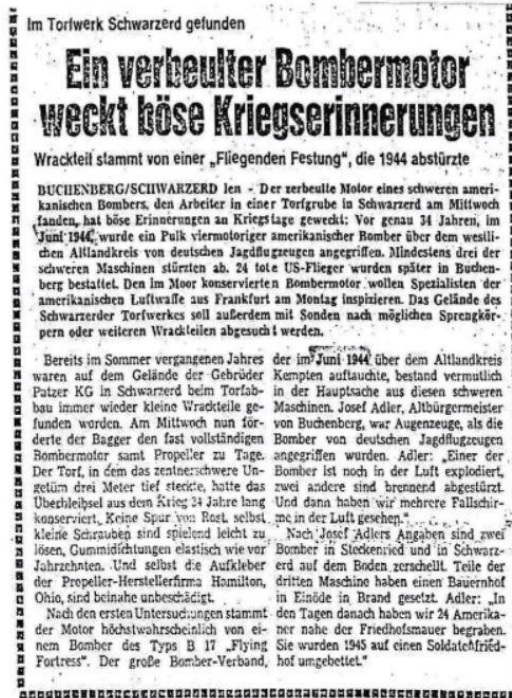 Im Torfwerk Schwarzerd gefunden
Ein verbeulter Bombermotor
weckt böse Kriegserinnerungen
Wrackteil stammt von einer „Fliegenden Festung“, die 1944 abstürzte
BUCHENBERG/SCHWARZERD len - Der zerbeulte Motor eines schweren ameri-
kanischen Bombers, den Arbeiter in einer Torfgrube in Schwarzerd am Mittwoch
fanden, hat böse Erinnerungen an Kriegstage geweckt: Vor genau 34 Jahren, im
Juni 1944, wurde ein Pulk viermotoriger amerikanischer Bomber über dem westli-
chen Altlandkreis von deutschen Jagdflugzeugen angegriffen. Mindestens drei der
schweren Maschinen stürzten ab. 24 tote US-Flieger wurden später in Buchen-
berg bestattet. Den im Moor konservierten Bombermotor wollen Spezialisten der
amerikanischen Luftwaffe aus Frankfurt am Montag inspizieren. Das Gelände des
Schwarzerder Torfwerkes soll außerdem mit Sonden nach möglichen Sprengkör-
pern oder weiteren Wrackteilen abgesucht werden.
Bereits im Sommer vergangenen Jahres
waren auf dem Gelände der Gebrüder
Patzer KG in Schwarzerd beim Torfab-
bau immer wieder kleine Wrackteile ge-
funden worden. Am Mittwoch nun för-
derte der Bagger den fast vollständigen
Bombermotor samt Propeller zu Tage.
Der Torf, in dem das zentnerschwere Un-
getüm drei Meter tief steckte, hatte das
Überbleibsel aus dem Krieg 34 Jahre lang
konserviert. Keine Spur von Rost, selbst
kleine Schrauben sind spielend leicht zu
lösen, Gummidichtungen elastisch wie vor
Jahrzehnten. Und selbst die Aufkleber
der Propeller-Herstellerfirma Hamilton,
Ohio, sind beinahe unbeschädigt.
Nach den ersten Untersuchungen stammt
der Motor höchstwahrscheinlich von ei-
nem Bomber des Typs B 17 „Flying
Fortress“. Der große Bomber-Verband,
der im Juni 1944 über dem Altlandkreis
Kempten auftauchte, bestand vermutlich
in der Hauptsache aus diesen schweren
Maschinen. Josef Adler, Altbürgermeister
von Buchenberg, war Augenzeuge, als die
Bomber von deutschen Jagdflugzeugen
angegriffen wurden. Adler: „Einer der
Bomber ist noch in der Luft explodiert,
zwei andere sind brennend abgestürzt.
Und dann haben wir mehrere Fallschir-
me in der Luft gesehen.“
Nach Josef Adlers Angaben sind zwei
Bomber in Steckenried und in Schwarz-
erd auf dem Boden zerschellt. Teile der
dritten Maschine haben einen Bauernhof
in Einöde in Brand gesetzt. Adler: „In
den Tagen danach haben wir 24 Amerika-
ner nahe der Friedhofsmauer begraben.
Sie wurden 1945 auf einen Soldatenfried-
hof umgebettet.“